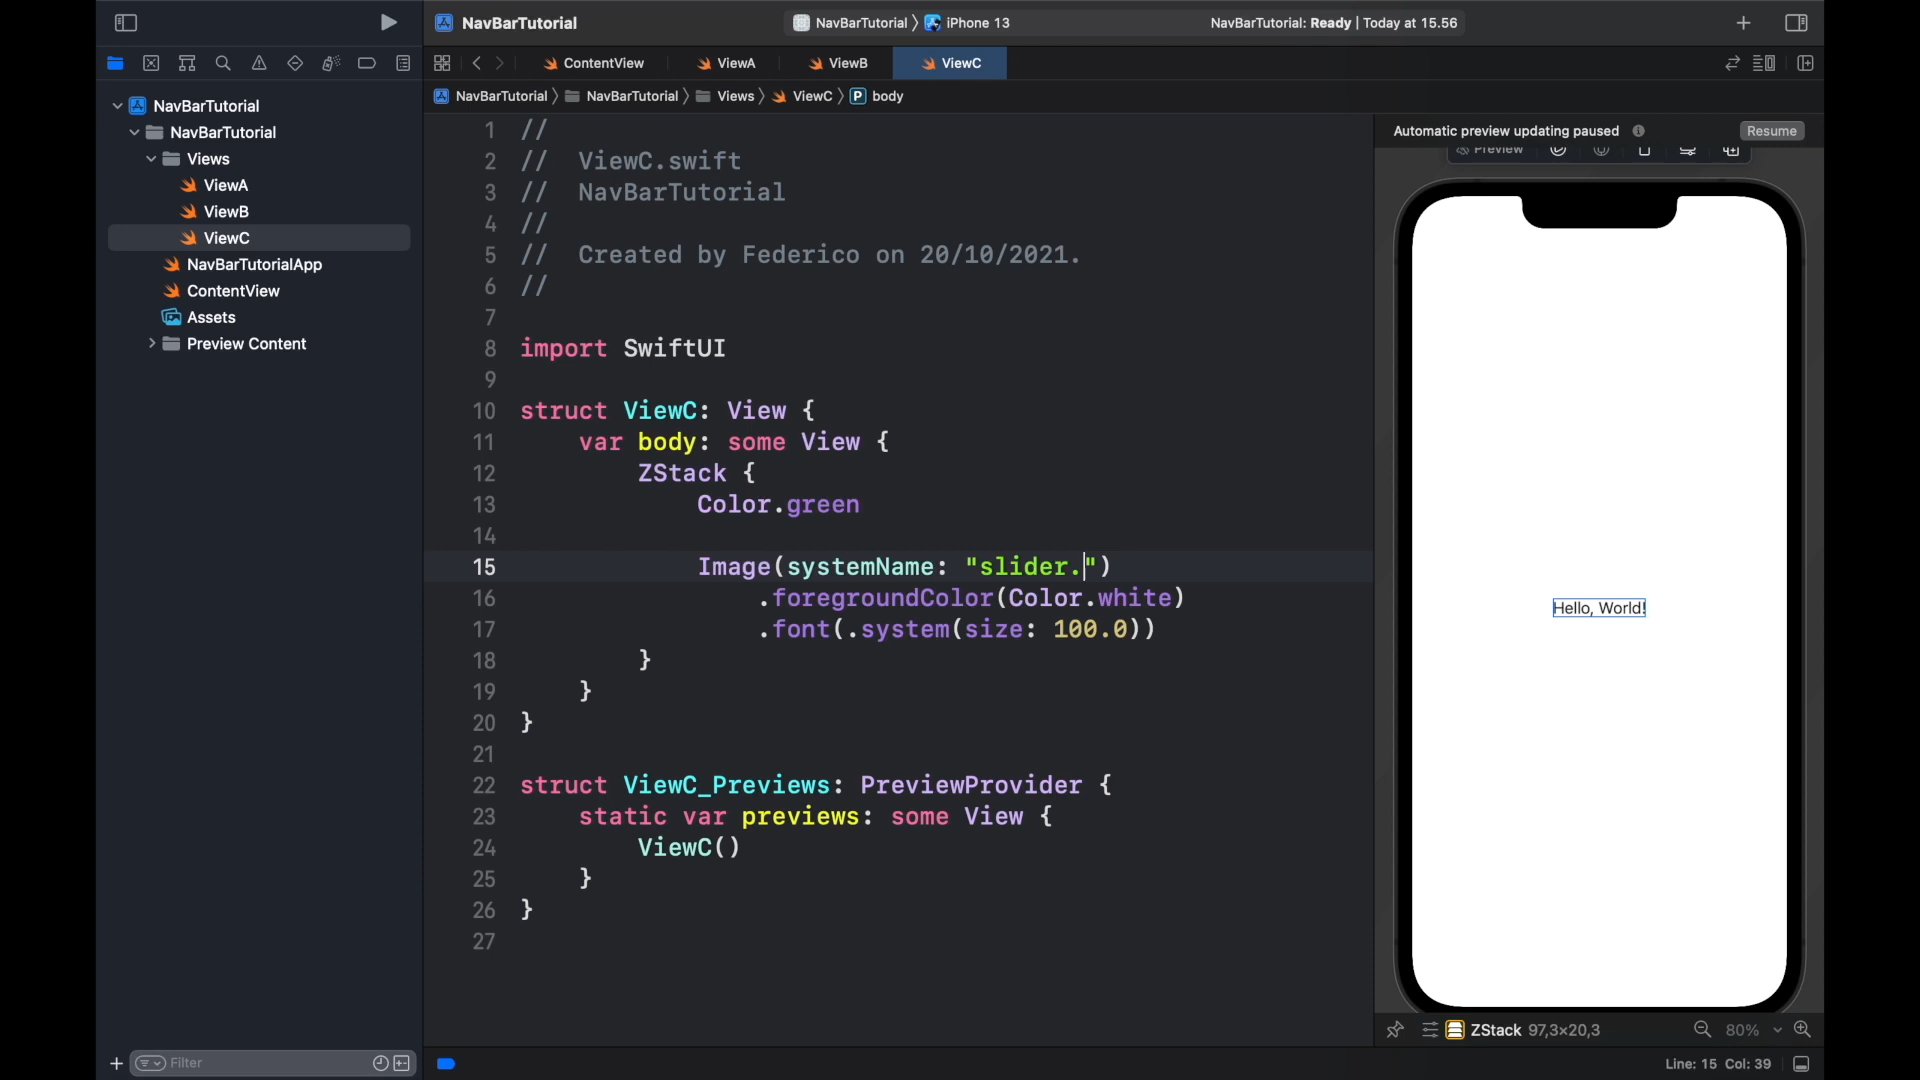 NavBarTutorial
NavBarTutorial 〉 iPhone 13
NavBarTutorial: Ready | Today at 15.56
ContentView
ViewA
ViewB
ViewC
NavBarTutorial 〉 NavBarTutorial 〉 Views 〉 ViewC 〉 P body
NavBarTutorial
NavBarTutorial
Views
ViewA
ViewB
ViewC
NavBarTutorialApp
ContentView
Assets
Preview Content
Filter
1 //
2 //  ViewC.swift
3 //  NavBarTutorial
4 //
5 //  Created by Federico on 20/10/2021.
6 //
7
8 import SwiftUI
9
10 struct ViewC: View {
11     var body: some View {
12         ZStack {
13             Color.green
14
15             Image(systemName: "slider.")
16                 .foregroundColor(Color.white)
17                 .font(.system(size: 100.0))
18         }
19     }
20 }
21
22 struct ViewC_Previews: PreviewProvider {
23     static var previews: some View {
24         ViewC()
25     }
26 }
27
Automatic preview updating paused
Resume
Preview
Hello, World!
ZStack 97,3×20,3
80%
Line: 15 Col: 39